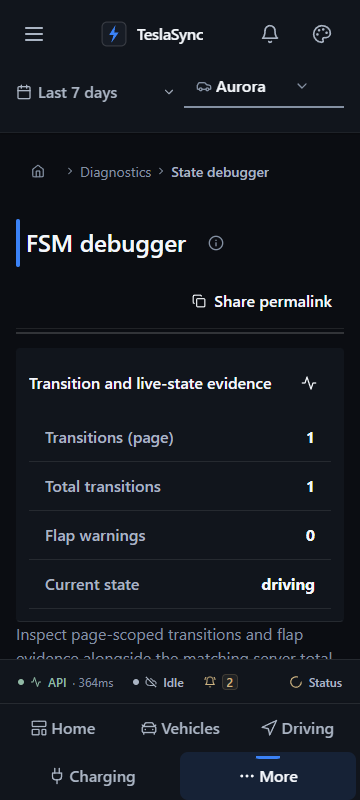 TeslaSync
Last 7 days
Aurora
Diagnostics
State debugger
FSM debugger
Share permalink
Transition and live-state evidence
Transitions (page) 1
Total transitions 1
Flap warnings 0
Current state driving
Inspect page-scoped transitions and flap
evidence alongside the matching server total
API · 364ms
Idle
2
Status
Home
Vehicles
Driving
Charging
More